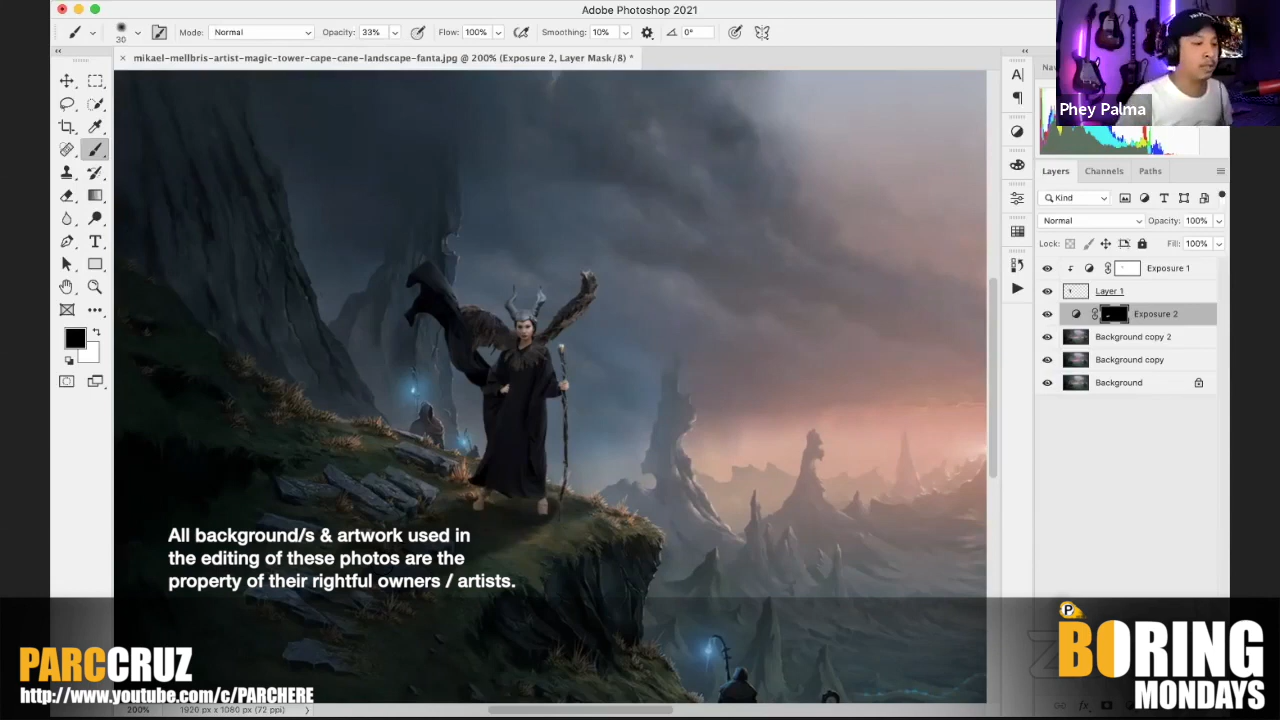 Adobe Photoshop 2021
30
Mode: Normal
Opacity: 33%
Flow: 100%
Smoothing: 10%
0°
mikael-mellbris-artist-magic-tower-cape-cane-landscape-fanta.jpg @ 200% (Exposure 2, Layer Mask/8) *
Phey Palma
Layers
Channels
Paths
Kind
Normal
Opacity: 100%
Lock:
Fill: 100%
Exposure 1
Layer 1
Exposure 2
Background copy 2
Background copy
Background
All background/s & artwork used in
the editing of these photos are the
property of their rightful owners / artists.
PARCCRUZ
http://www.youtube.com/c/PARCHERE
P
BORING
MONDAYS
200%
1920 px x 1080 px (72 ppi)